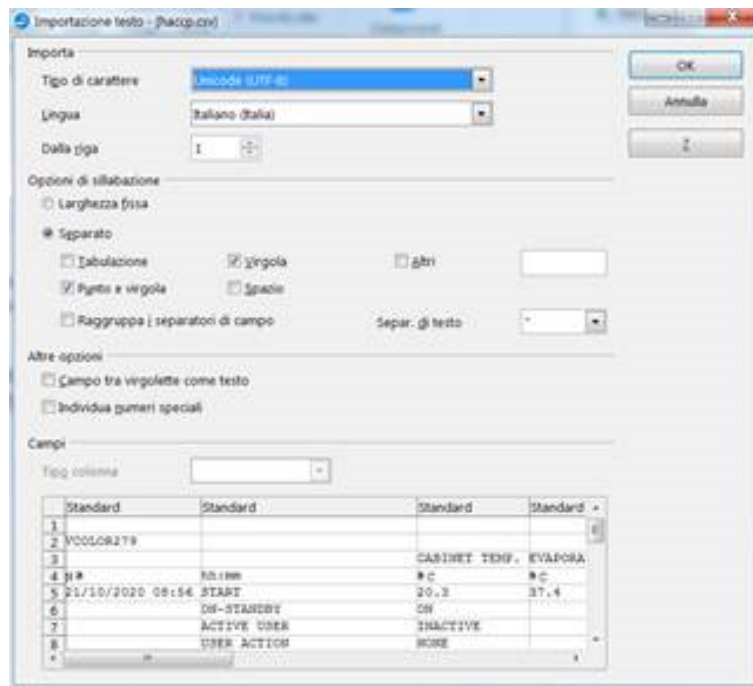 Importazione testo - [haccp.csv]
Importa
Tipo di carattere Unicode (UTF-8)
Lingua Italiano (Italia)
Dalla riga 1
OK
Annulla
?
Opzioni di sillabazione
Larghezza fissa
Separato
Tabulazione Virgola Altri
Punto e virgola Spazio
Raggruppa i separatori di campo Separ. di testo "
Altre opzioni
Campo tra virgolette come testo
Individua numeri speciali
Campi
Tipo colonna
Standard Standard Standard Standard
1
2 VCOLOR279
3 CABINET TEMP. EVAPORA
4 hh:mm
5 21/10/2020 08:56 START 20.3 37.4
6 ON-STANDBY ON
7 ACTIVE USER INACTIVE
8 USER ACTION NONE